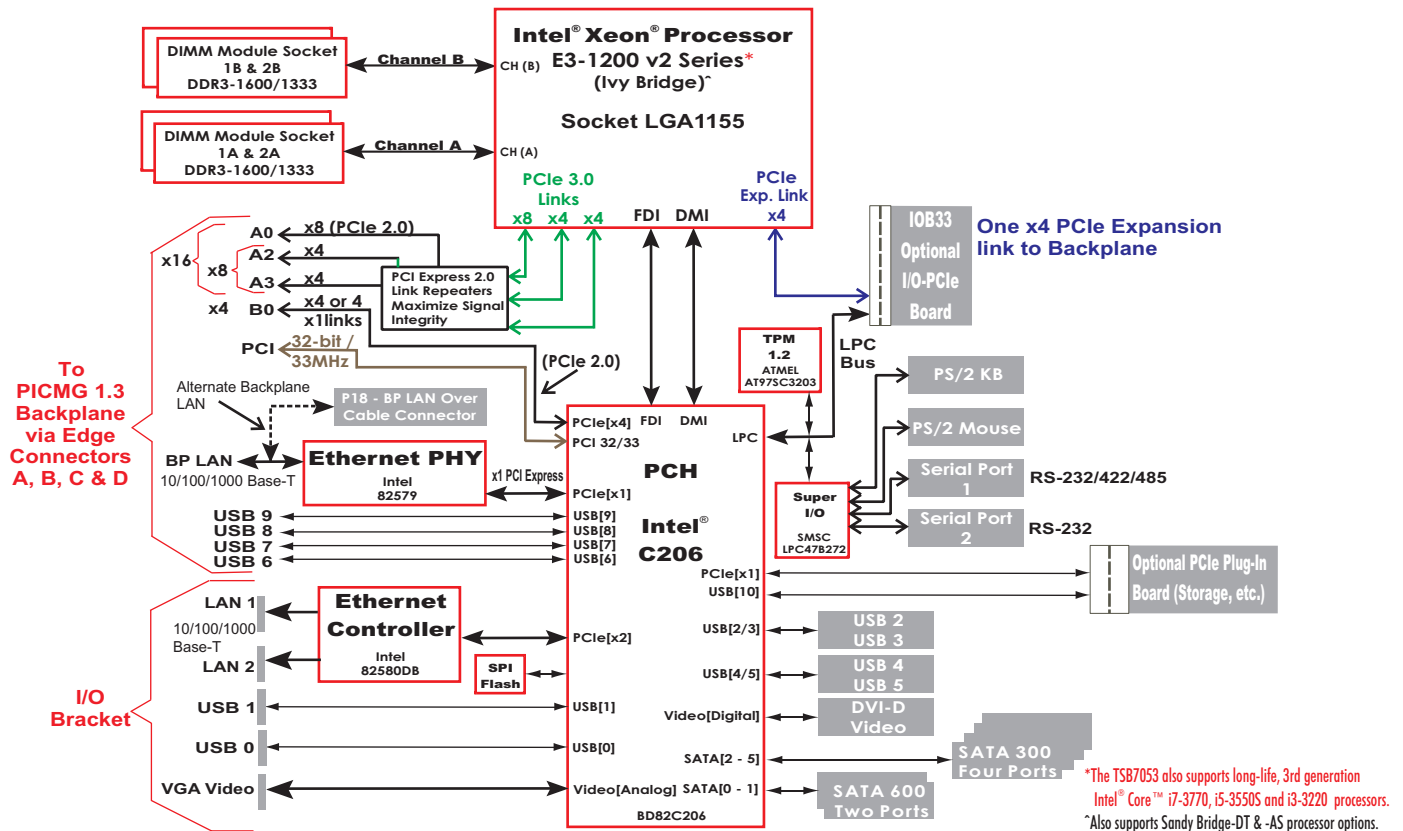 Intel® Xeon® Processor
E3-1200 v2 Series*
(Ivy Bridge)^
Socket LGA1155
DIMM Module Socket
1B & 2B
DDR3-1600/1333
Channel B
CH (B)
DIMM Module Socket
1A & 2A
DDR3-1600/1333
Channel A
CH (A)
PCIe 3.0
Links
x8 x4 x4
FDI DMI
PCIe
Exp. Link
x4
IOB33
Optional
I/O-PCIe
Board
One x4 PCIe Expansion
link to Backplane
A0
x8 (PCIe 2.0)
x16
x8
A2
x4
A3
x4
x4
B0
x4 or 4
x1links
PCI Express 2.0
Link Repeaters
Maximize Signal
Integrity
PCI
32-bit /
33MHz
(PCIe 2.0)
TPM
1.2
ATMEL
AT97SC3203
LPC
Bus
To
PICMG 1.3
Backplane
via Edge
Connectors
A, B, C & D
Alternate Backplane
LAN
P18 - BP LAN Over
Cable Connector
BP LAN
10/100/1000 Base-T
Ethernet PHY
Intel
82579
x1 PCI Express
USB 9
USB 8
USB 7
USB 6
PCIe[x4] FDI DMI
PCI 32/33
LPC
PCH
PCIe[x1]
USB[9]
USB[8]
USB[7]
USB[6]
Intel®
C206
PS/2 KB
PS/2 Mouse
Serial Port
1
RS-232/422/485
Serial Port
2
RS-232
Super
I/O
SMSC
LPC47B272
PCIe[x1]
USB[10]
Optional PCIe Plug-In
Board (Storage, etc.)
I/O
Bracket
LAN 1
10/100/1000
Base-T
LAN 2
Ethernet
Controller
Intel
82580DB
PCIe[x2]
SPI
Flash
USB 1
USB[1]
USB 0
USB[0]
VGA Video
Video[Analog]
USB[2/3]
USB 2
USB 3
USB[4/5]
USB 4
USB 5
Video[Digital]
DVI-D
Video
SATA[2 - 5]
SATA 300
Four Ports
SATA[0 - 1]
SATA 600
Two Ports
BD82C206
*The TSB7053 also supports long-life, 3rd generation
Intel® Core™ i7-3770, i5-3550S and i3-3220 processors.
^Also supports Sandy Bridge-DT & -AS processor options.